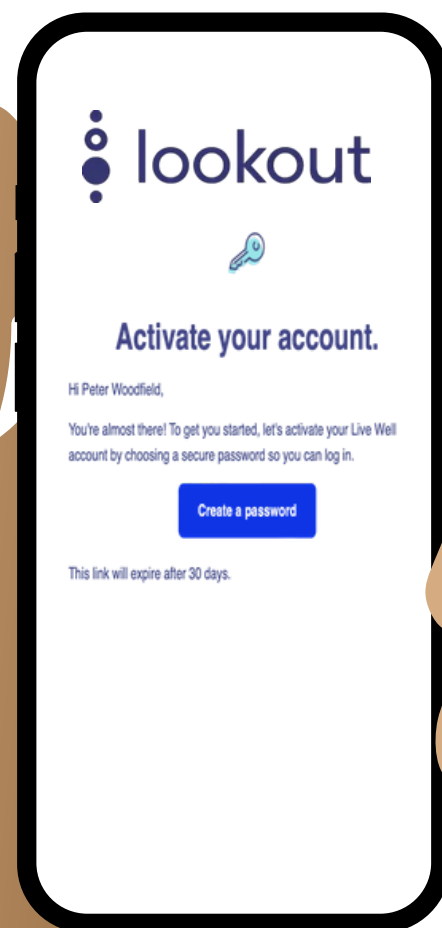 lookout
Activate your account.
Hi Peter Woodfield,
You're almost there! To get you started, let's activate your Live Well
account by choosing a secure password so you can log in.
Create a password
This link will expire after 30 days.